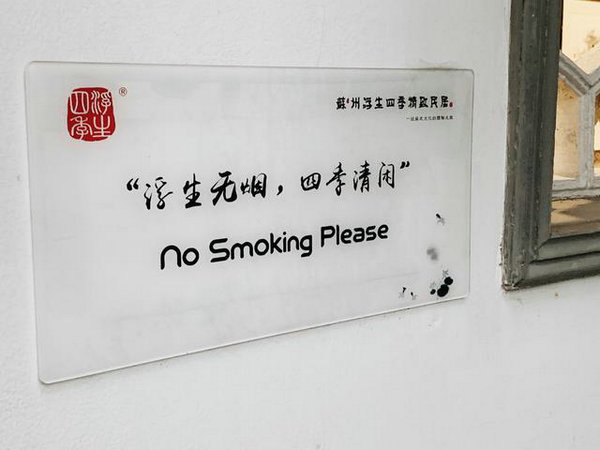 浮生四季
®
蘇州浮生四季精致民居
“浮生无烟，四季清闲”
No Smoking Please